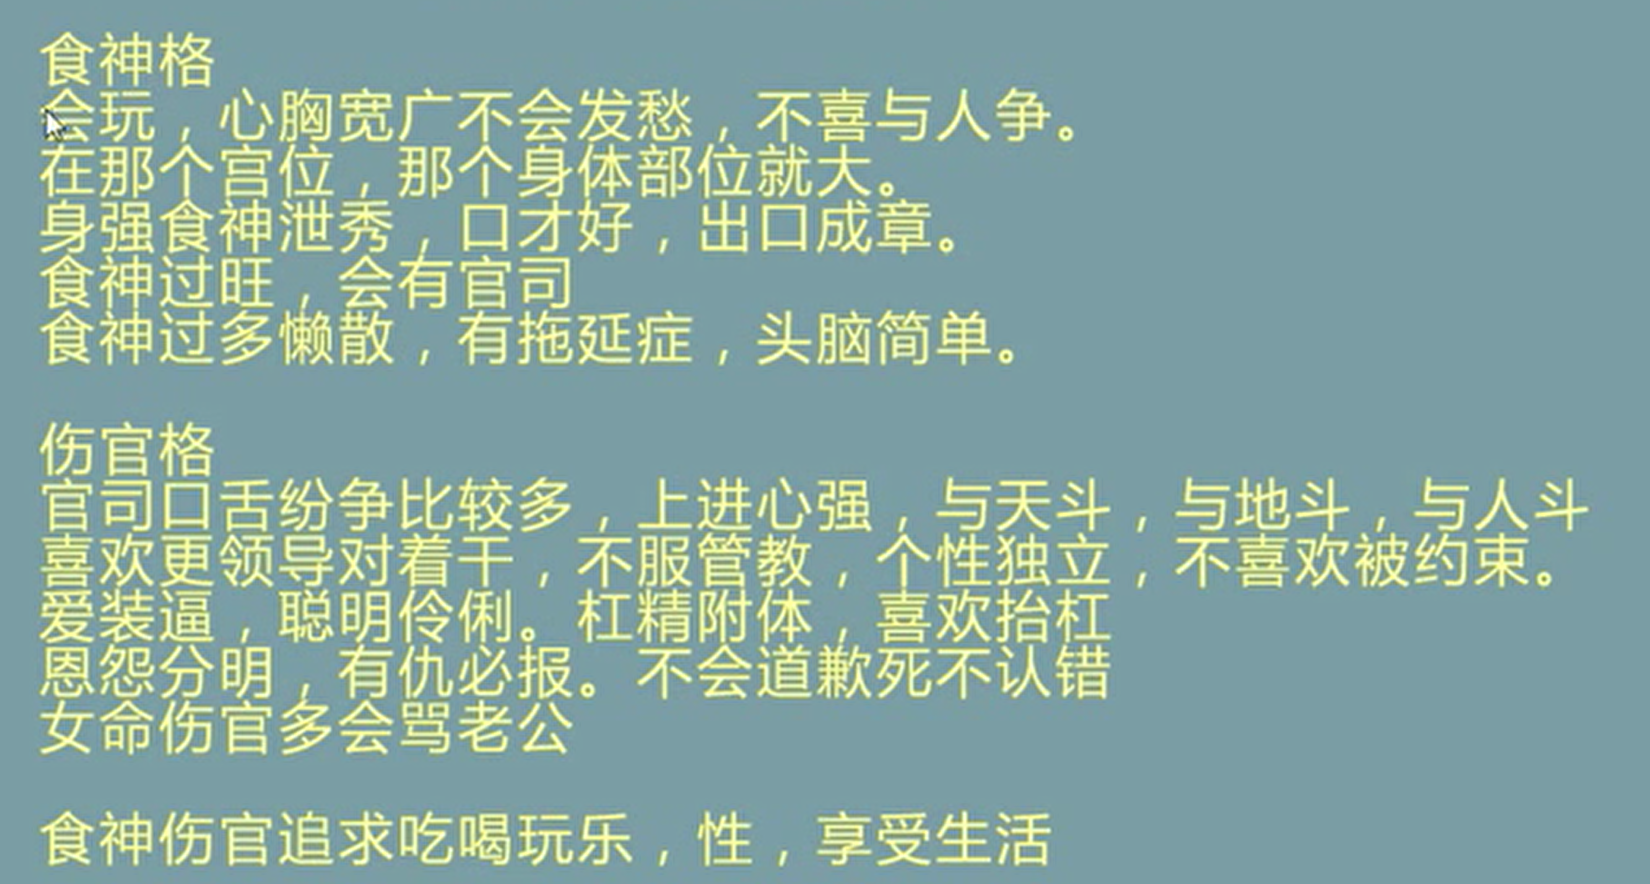 食神格
会玩，心胸宽广不会发愁，不喜与人争。
在那个宫位，那个身体部位就大。
身强食神泄秀，口才好，出口成章。
食神过旺，会有官司
食神过多懒散，有拖延症，头脑简单。
伤官格
官司口舌纷争比较多，上进心强，与天斗，与地斗，与人斗
喜欢更领导对着干，不服管教，个性独立，不喜欢被约束。
爱装逼，聪明伶俐。杠精附体，喜欢抬杠
恩怨分明，有仇必报。不会道歉死不认错
女命伤官多会骂老公
食神伤官追求吃喝玩乐，性，享受生活